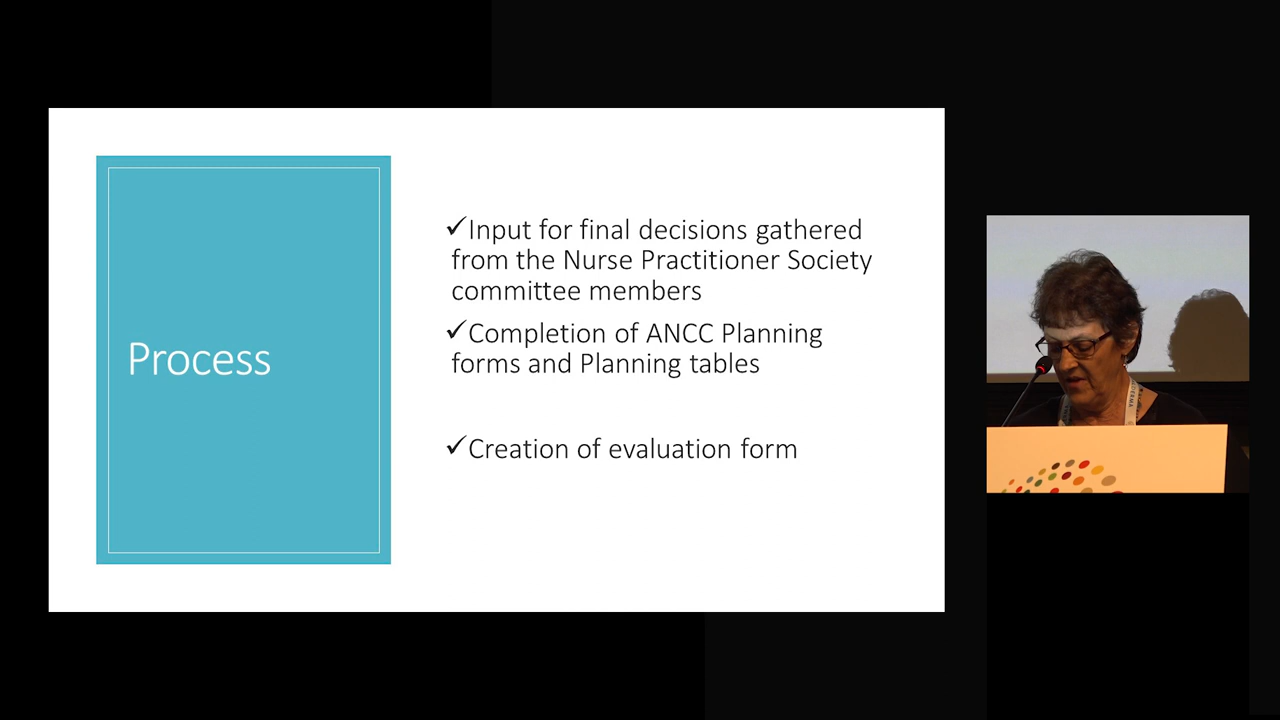 Process
✓Input for final decisions gathered
from the Nurse Practitioner Society
committee members
✓Completion of ANCC Planning
forms and Planning tables
✓Creation of evaluation form